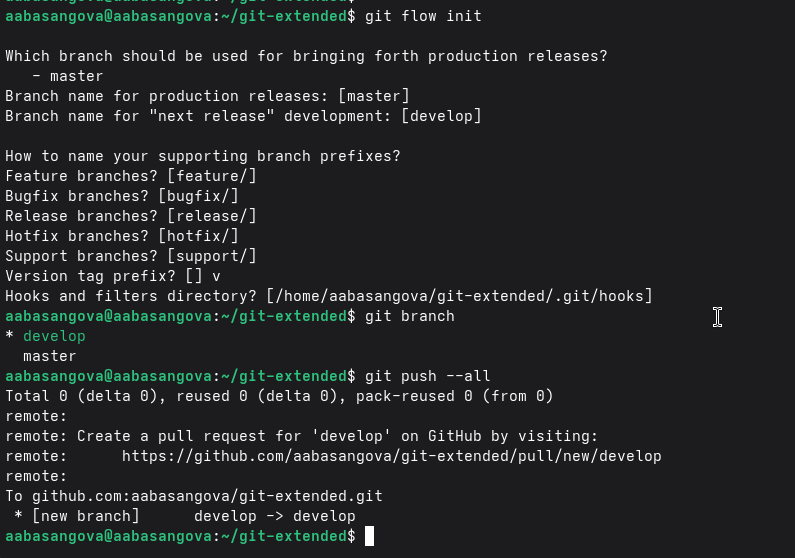 aabasangova@aabasangova:~/git-extended$ git flow init

Which branch should be used for bringing forth production releases?
   - master
Branch name for production releases: [master]
Branch name for "next release" development: [develop]

How to name your supporting branch prefixes?
Feature branches? [feature/]
Bugfix branches? [bugfix/]
Release branches? [release/]
Hotfix branches? [hotfix/]
Support branches? [support/]
Version tag prefix? [] v
Hooks and filters directory? [/home/aabasangova/git-extended/.git/hooks]
aabasangova@aabasangova:~/git-extended$ git branch
* develop
  master
aabasangova@aabasangova:~/git-extended$ git push --all
Total 0 (delta 0), reused 0 (delta 0), pack-reused 0 (from 0)
remote:
remote: Create a pull request for 'develop' on GitHub by visiting:
remote:      https://github.com/aabasangova/git-extended/pull/new/develop
remote:
To github.com:aabasangova/git-extended.git
 * [new branch]      develop -> develop
aabasangova@aabasangova:~/git-extended$